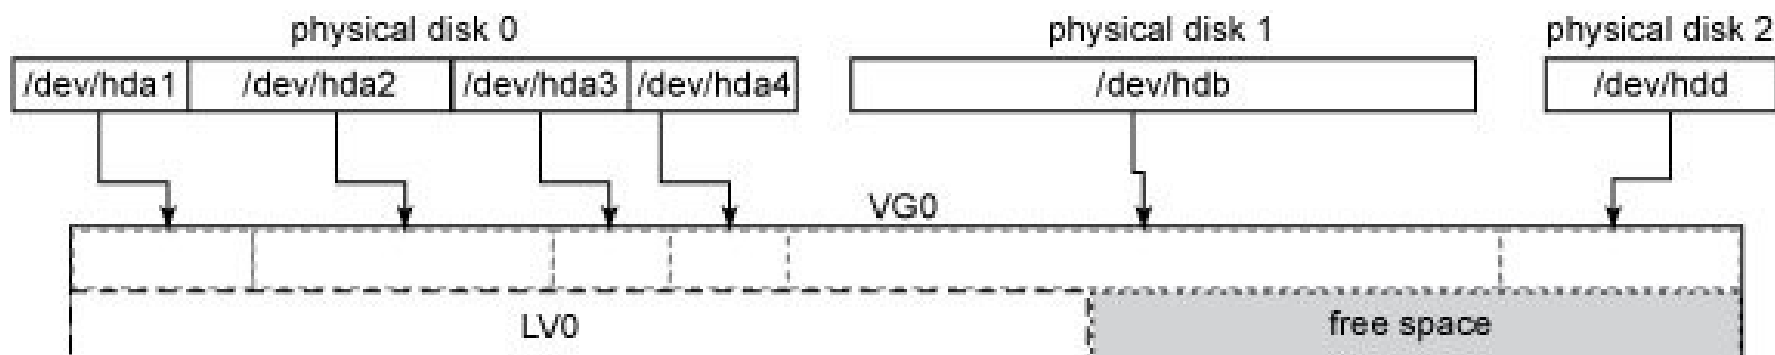 physical disk 0 physical disk 1 physical disk 2
/dev/hda1 /dev/hda2 /dev/hda3 /dev/hda4 /dev/hdb /dev/hdd
VG0
LV0 free space